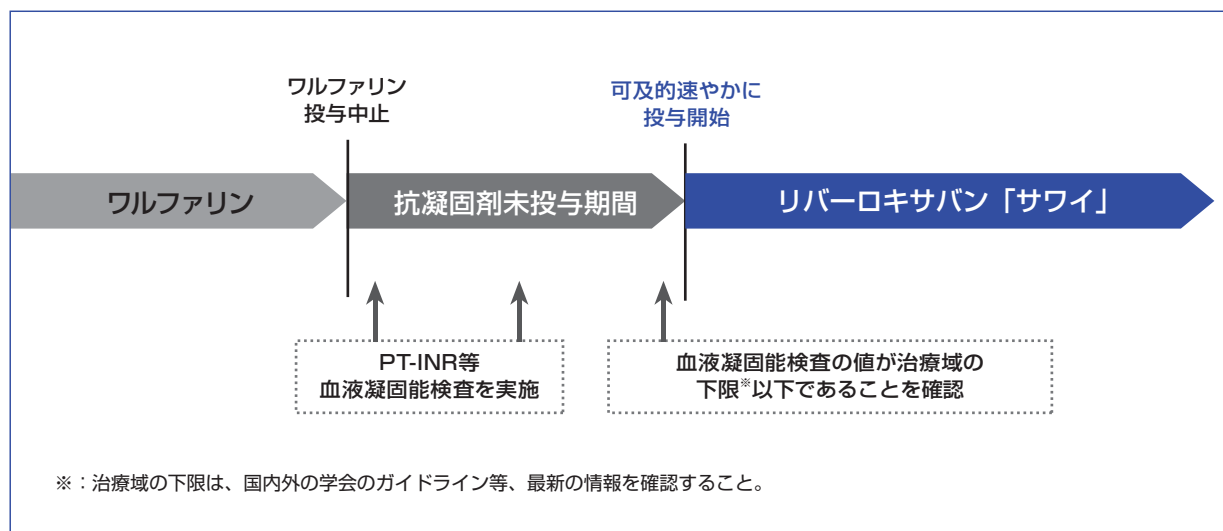 ワルファリン
投与中止
可及的速やかに
投与開始
ワルファリン
抗凝固剤未投与期間
リバーロキサバン「サワイ」
PT-INR等
血液凝固能検査を実施
血液凝固能検査の値が治療域の
下限※以下であることを確認
※：治療域の下限は、国内外の学会のガイドライン等、最新の情報を確認すること。